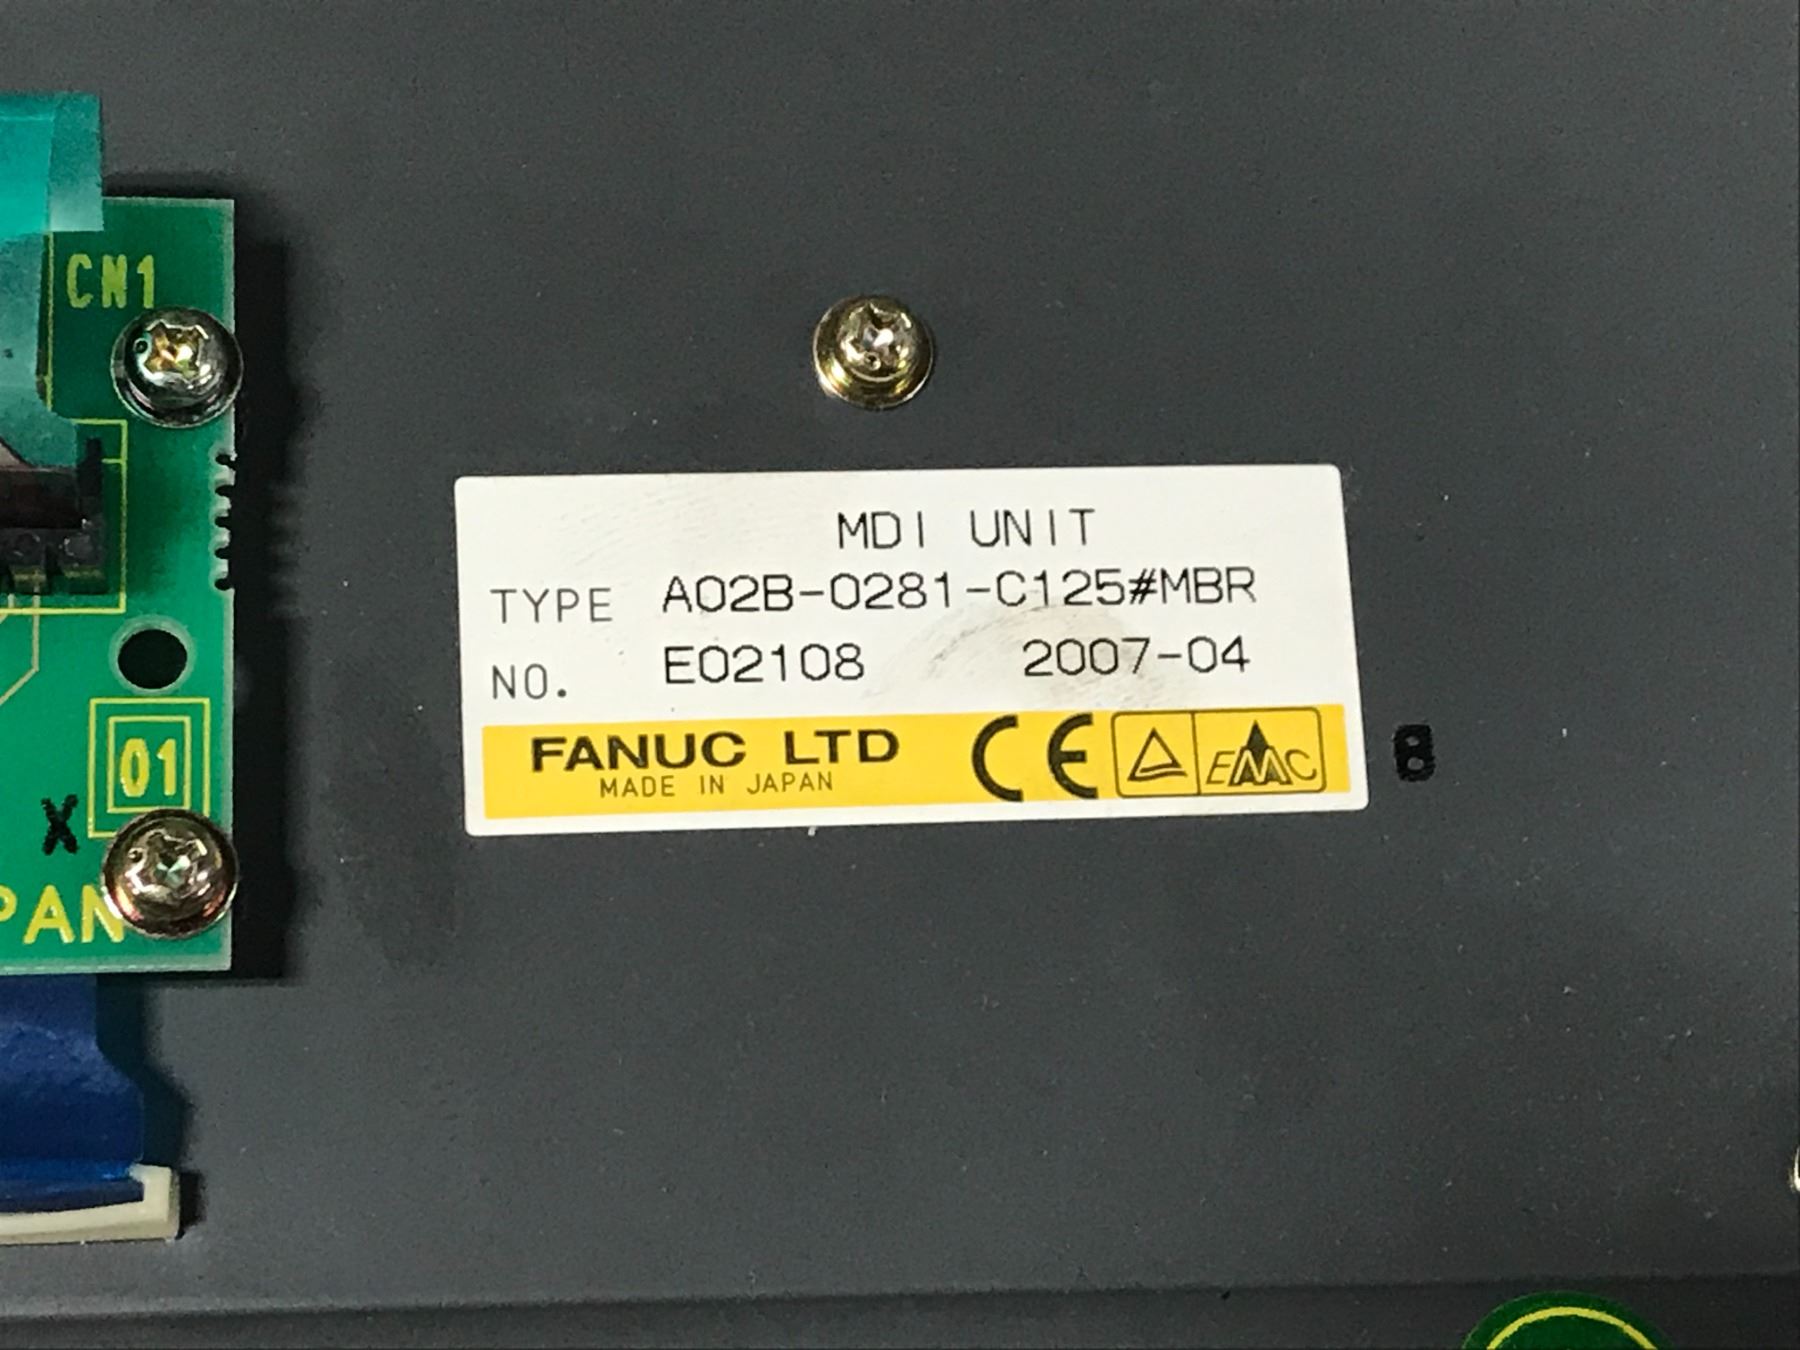 CN1
MDI UNIT
TYPE A02B-0281-C125#MBR
NO. E02108 2007-04
FANUC LTD CE EMC
MADE IN JAPAN
B
01
X
PAN